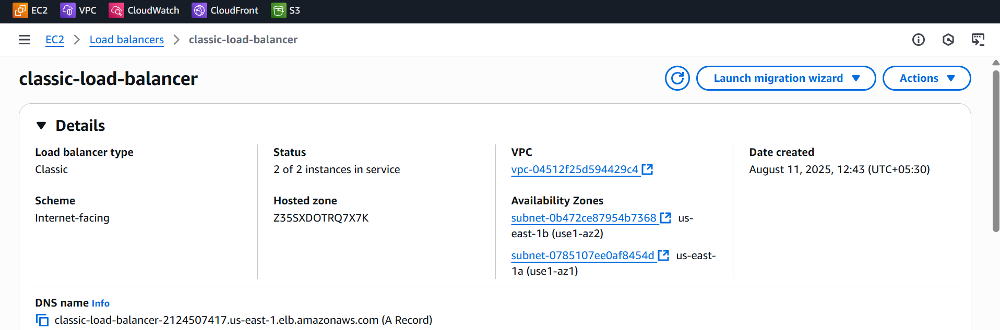 EC2 VPC CloudWatch CloudFront S3
EC2 Load balancers classic-load-balancer
classic-load-balancer
Launch migration wizard
Actions
Details
Load balancer type
Classic
Scheme
Internet-facing
Status
2 of 2 instances in service
Hosted zone
Z35SXDOTRQ7X7K
VPC
vpc-04512f25d594429c4
Availability Zones
subnet-0b472ce87954b7368 us-
east-1b (use1-az2)
subnet-0785107ee0af8454d us-east-
1a (use1-az1)
Date created
August 11, 2025, 12:43 (UTC+05:30)
DNS name Info
classic-load-balancer-2124507417.us-east-1.elb.amazonaws.com (A Record)